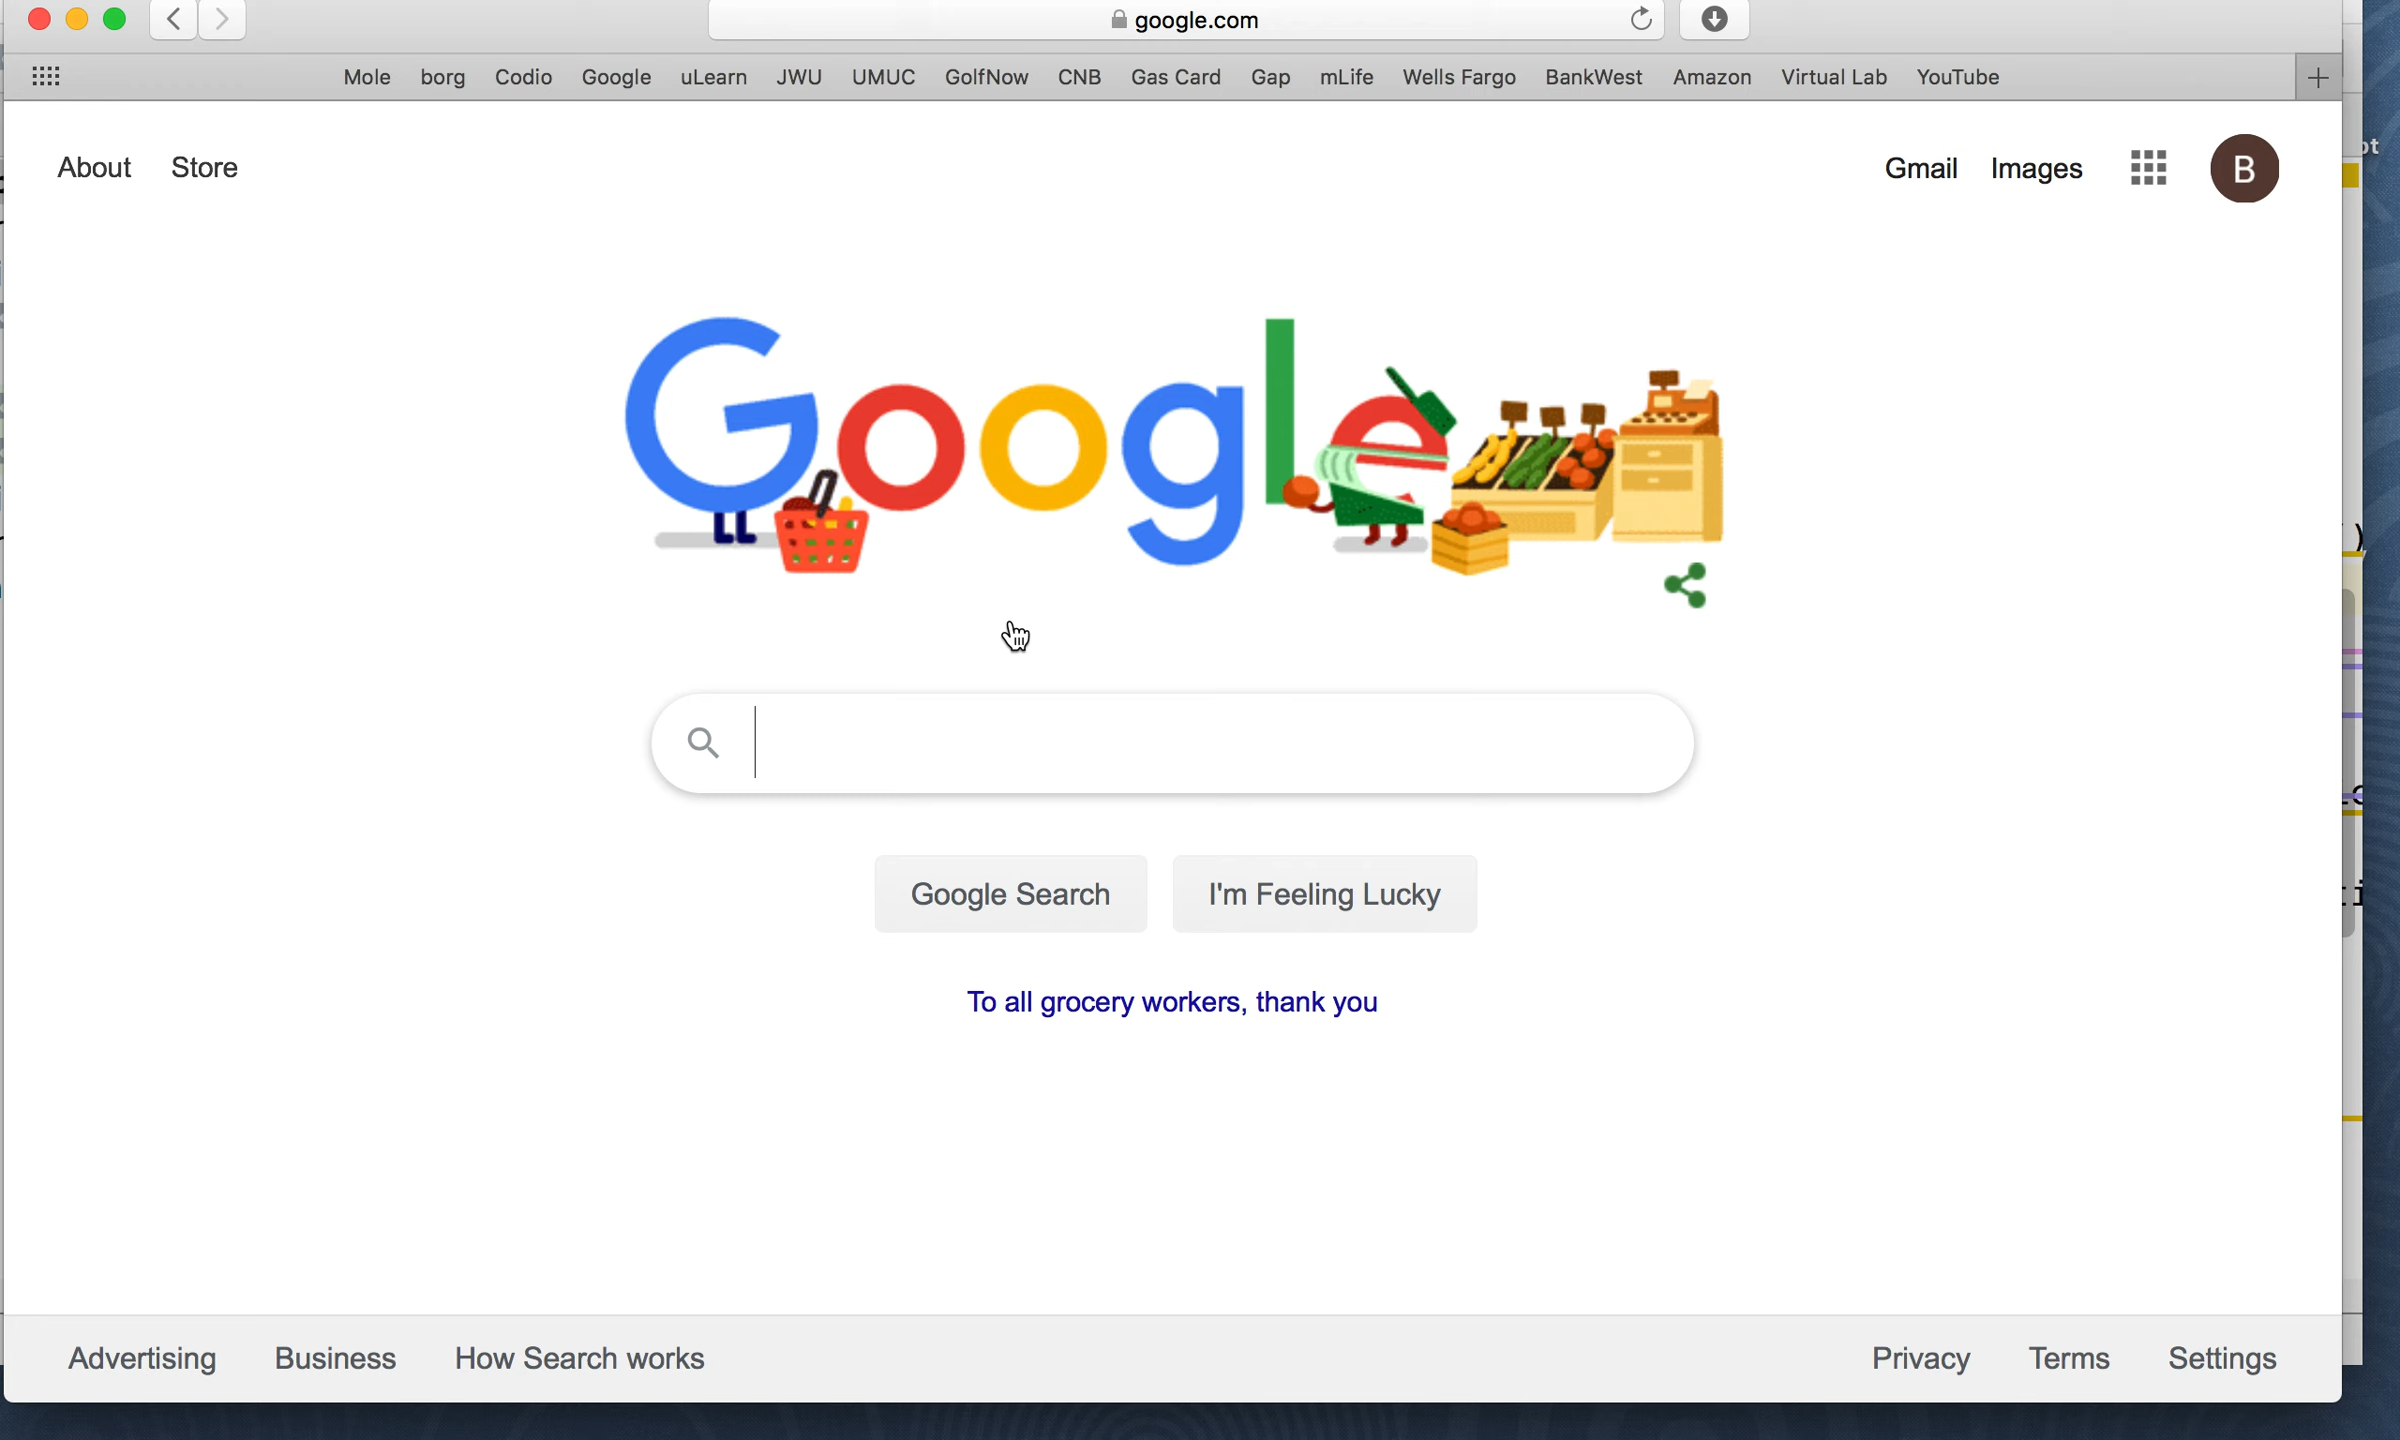 google.com
Mole borg Codio Google uLearn JWU UMUC GolfNow CNB Gas Card Gap mLife Wells Fargo BankWest Amazon Virtual Lab YouTube
About Store Gmail Images B
Google
Google Search I'm Feeling Lucky
To all grocery workers, thank you
Advertising Business How Search works Privacy Terms Settings